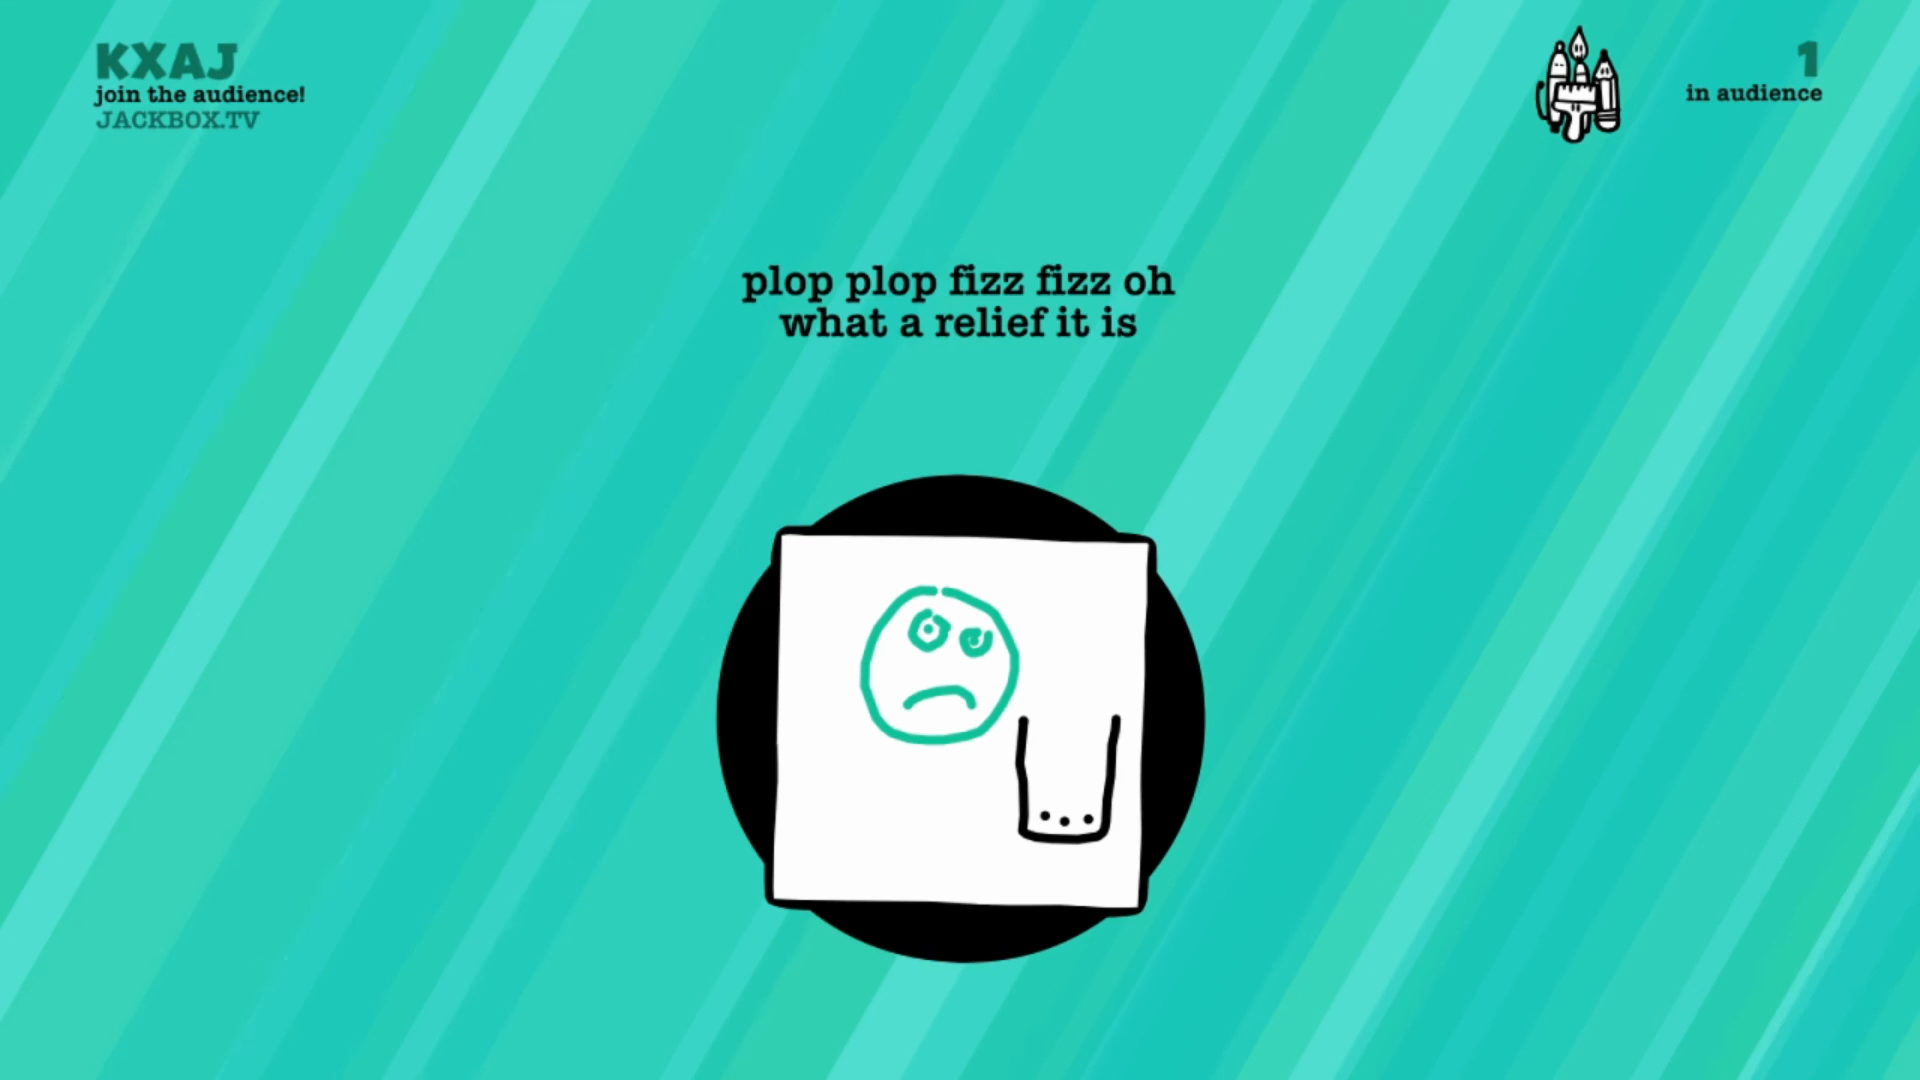 KXAJ
join the audience!
JACKBOX.TV
1
in audience
plop plop fizz fizz oh
what a relief it is